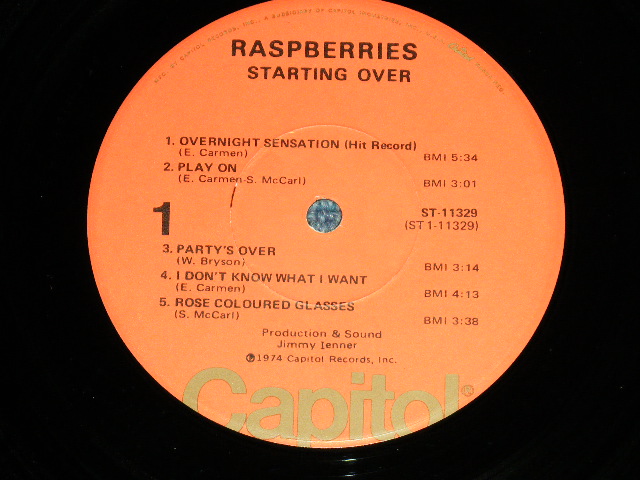 RASPBERRIES
STARTING OVER
1. OVERNIGHT SENSATION (Hit Record)
(E. Carmen) BMI 5:34
2. PLAY ON
(E. Carmen-S. McCarl) BMI 3:01
1
ST-11329
(ST 1-11329)
3. PARTY'S OVER
(W. Bryson) BMI 3:14
4. I DON'T KNOW WHAT I WANT
(E. Carmen) BMI 4:13
5. ROSE COLOURED GLASSES
(S. McCarl) BMI 3:38
Production & Sound
Jimmy Ienner
℗1974 Capitol Records, Inc.
Capitol®